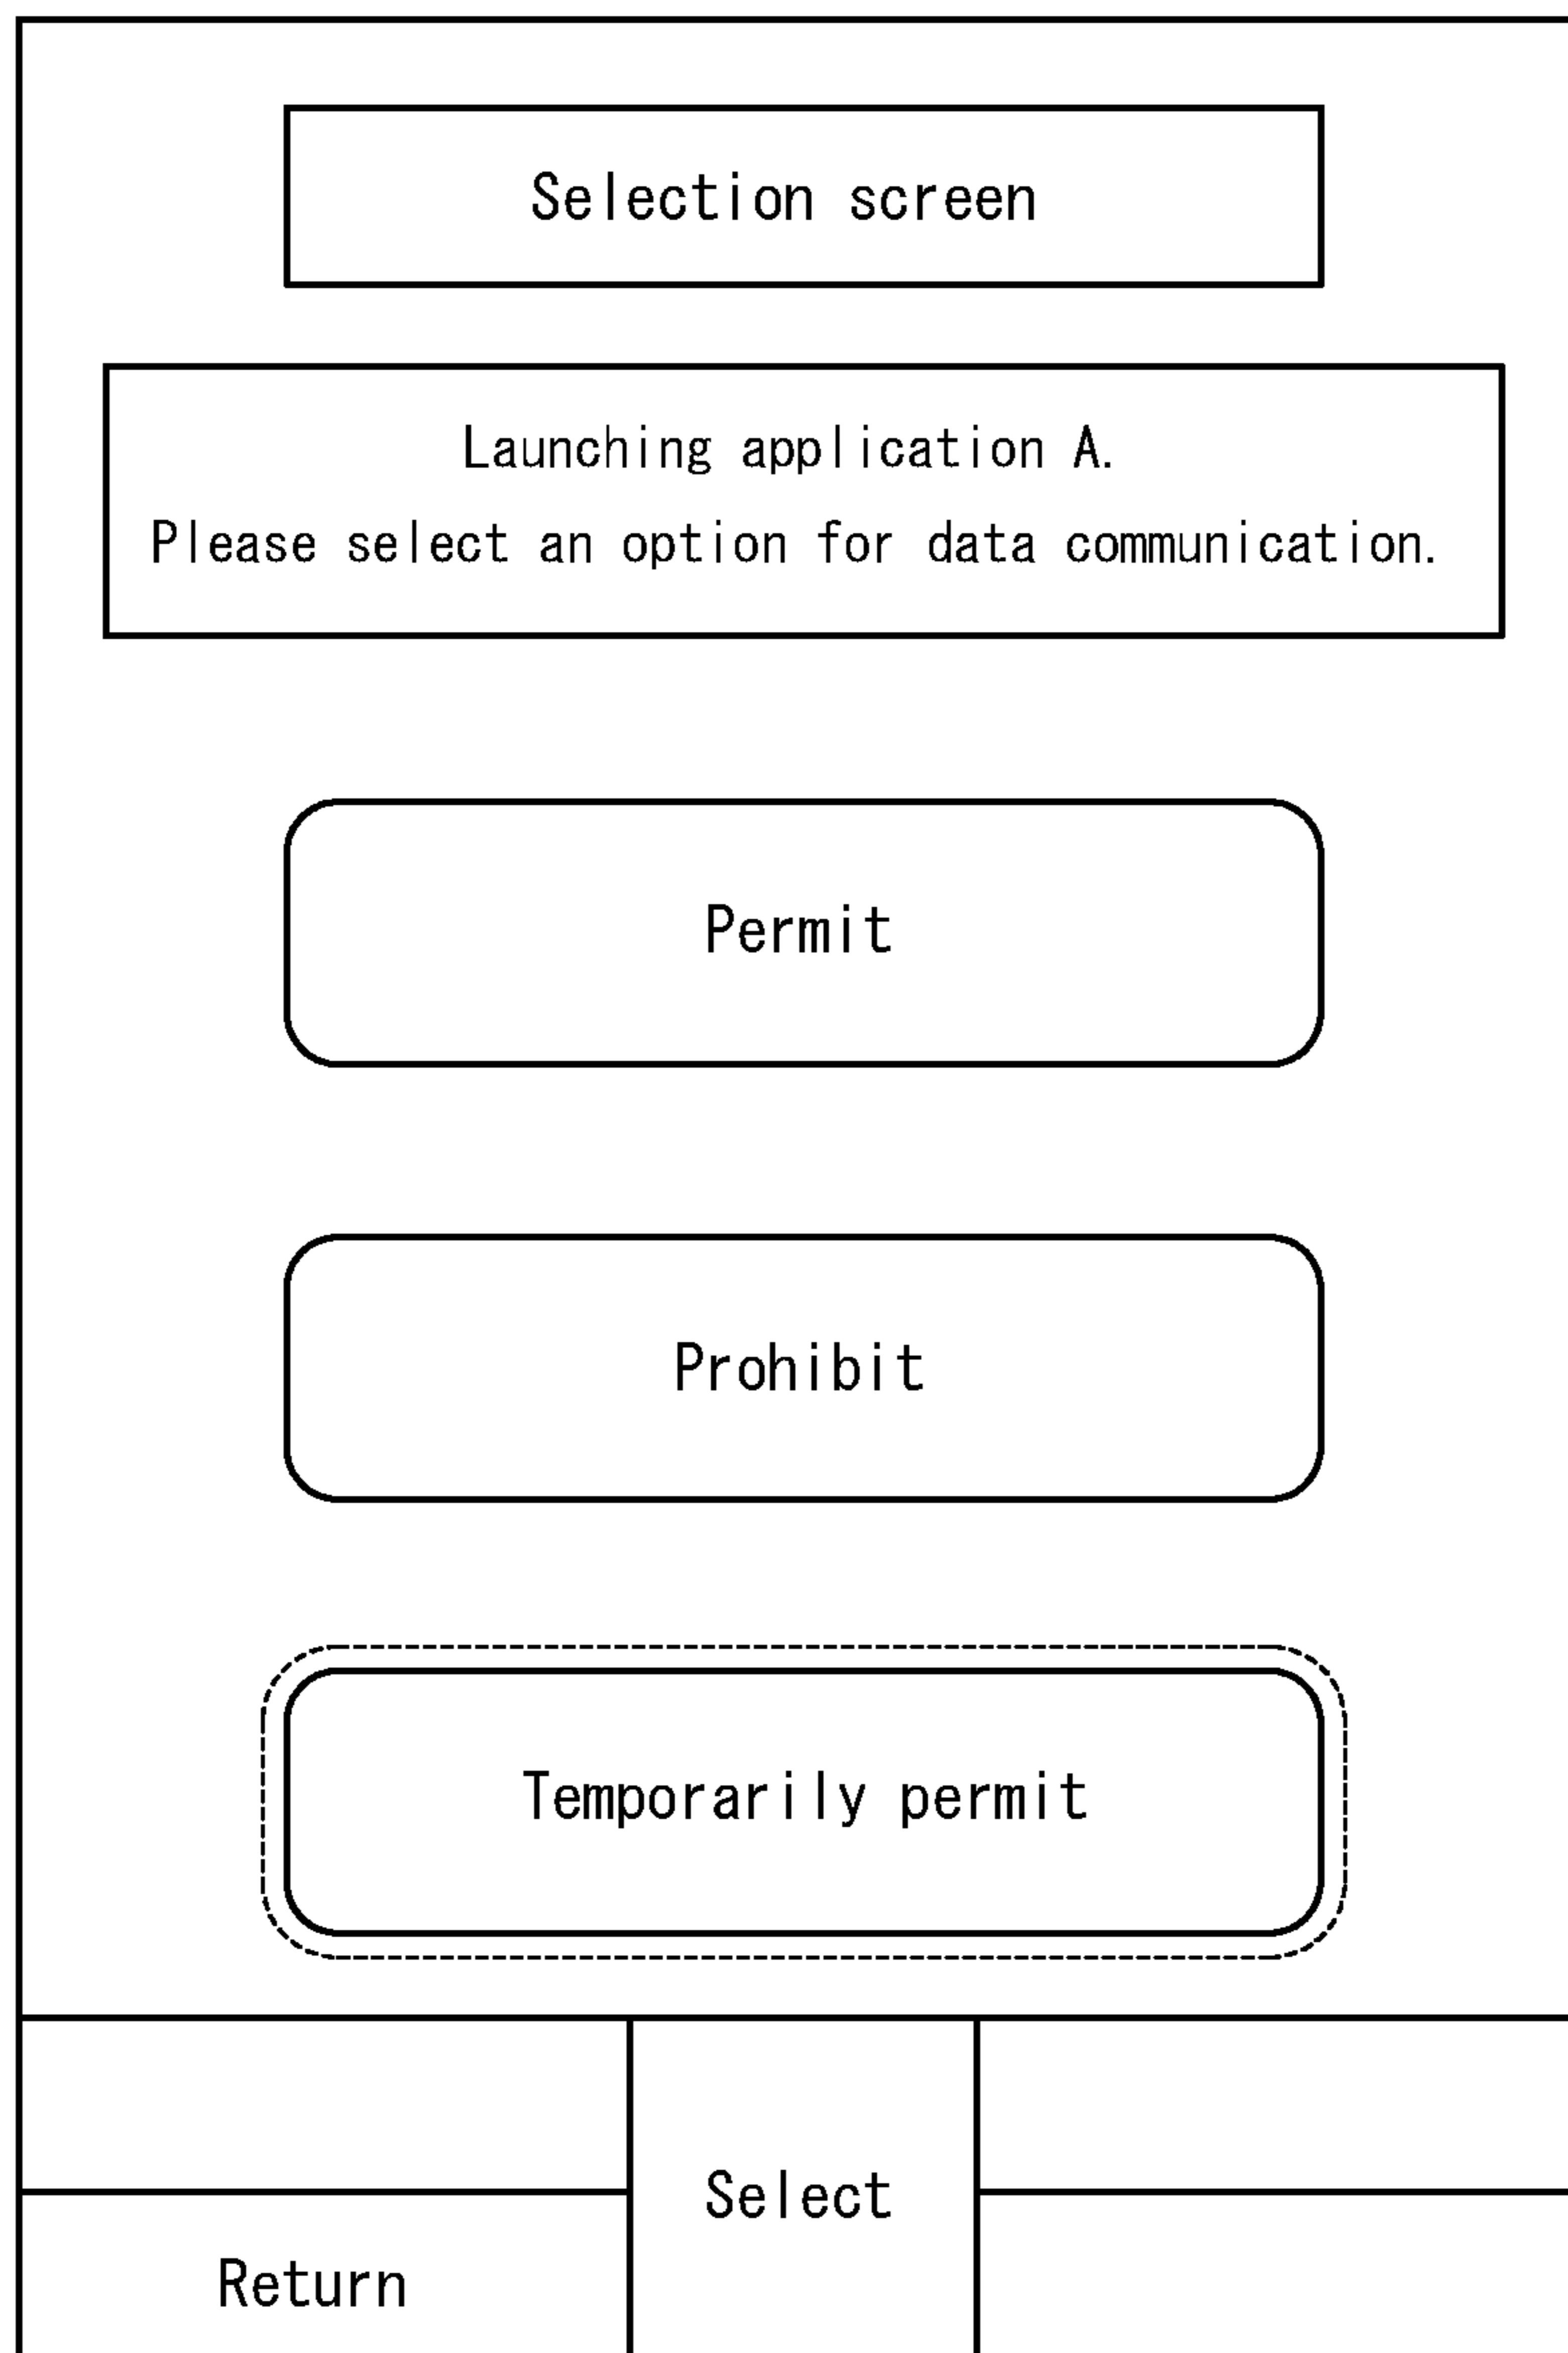 Selection screen
Launching application A.
Please select an option for data communication.
Permit
Prohibit
Temporarily permit
Select
Return